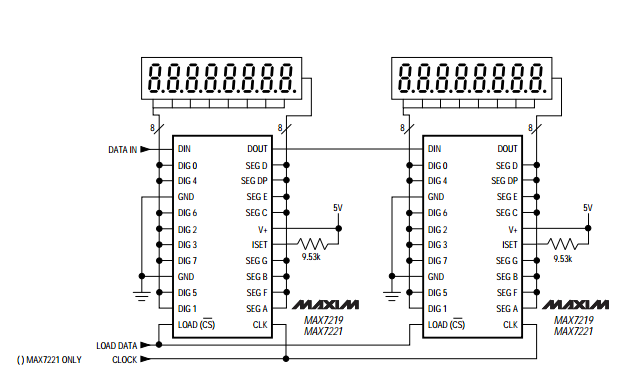 8.8.8.8.8.8.8.8.
8.8.8.8.8.8.8.8.
8
8
8
8
DATA IN
DIN
DOUT
DIG 0
SEG D
DIG 4
SEG DP
GND
SEG E
DIG 6
SEG C
DIG 2
V+
DIG 3
ISET
DIG 7
SEG G
GND
SEG B
DIG 5
SEG F
DIG 1
SEG A
LOAD (CS)
CLK
5V
9.53k
MAXIM
MAX7219
MAX7221
DIN
DOUT
DIG 0
SEG D
DIG 4
SEG DP
GND
SEG E
DIG 6
SEG C
DIG 2
V+
DIG 3
ISET
DIG 7
SEG G
GND
SEG B
DIG 5
SEG F
DIG 1
SEG A
LOAD (CS)
CLK
5V
9.53k
MAXIM
MAX7219
MAX7221
LOAD DATA
( ) MAX7221 ONLY
CLOCK